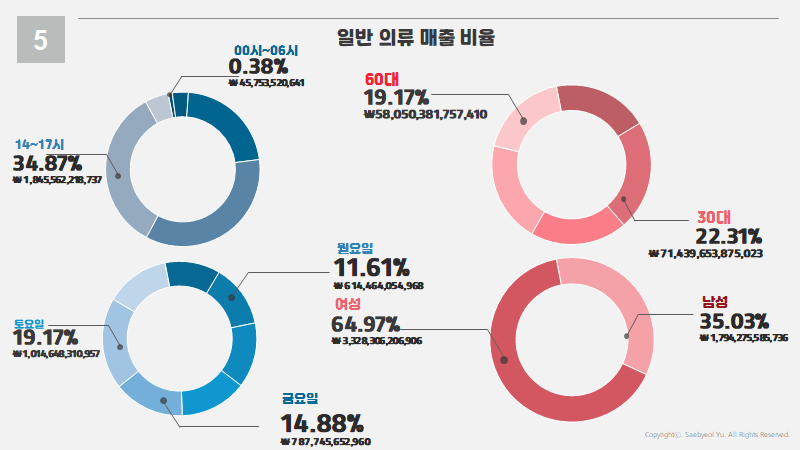 5
일반 의류 매출 비율
00시~06시
0.38%
₩45,753,520,641
14~17시
34.87%
₩1,845,562,218,737
60대
19.17%
₩58,050,381,757,410
30대
22.31%
₩71,439,653,875,023
월요일
11.61%
₩614,464,054,968
토요일
19.17%
₩1,014,648,310,957
금요일
14.88%
₩787,745,652,960
여성
64.97%
₩3,328,306,206,906
남성
35.03%
₩1,794,275,585,736
Copyrightⓒ. Saebyeol Yu. All Rights Reserved.